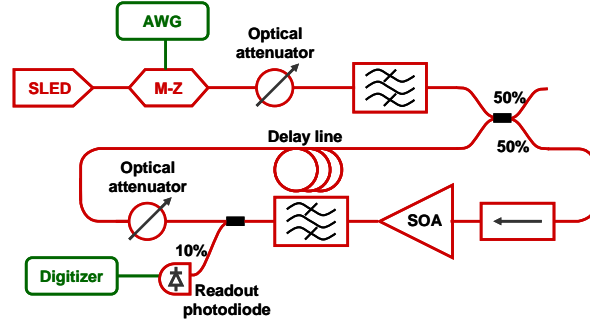 AWG
SLED
M-Z
Optical
attenuator
50%
50%
Delay line
Optical
attenuator
SOA
10%
Digitizer
Readout
photodiode